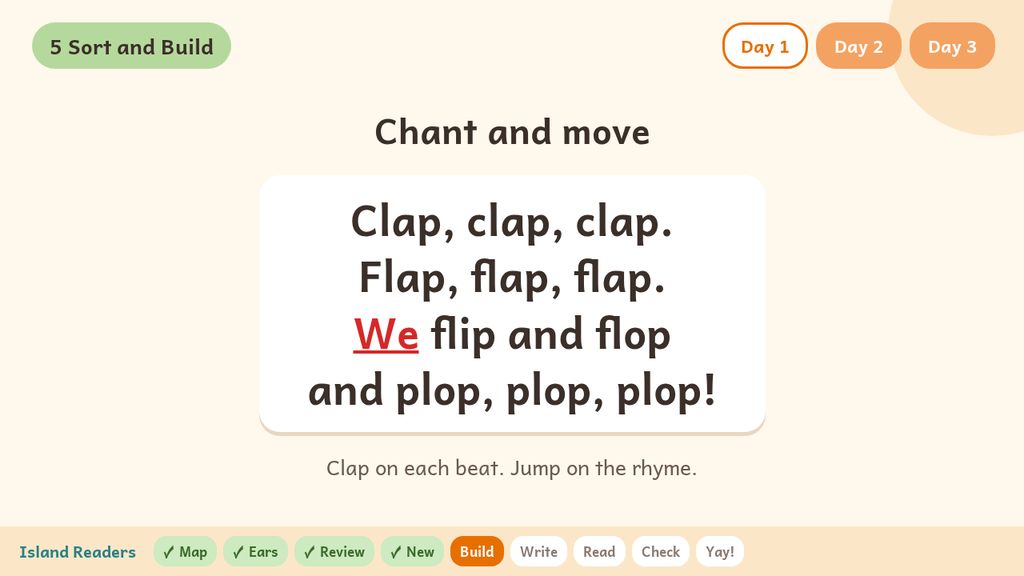 5 Sort and Build
Day 1
Day 2
Day 3
Chant and move
Clap, clap, clap.
Flap, flap, flap.
We flip and flop
and plop, plop, plop!
Clap on each beat. Jump on the rhyme.
Island Readers
✓ Map
✓ Ears
✓ Review
✓ New
Build
Write
Read
Check
Yay!